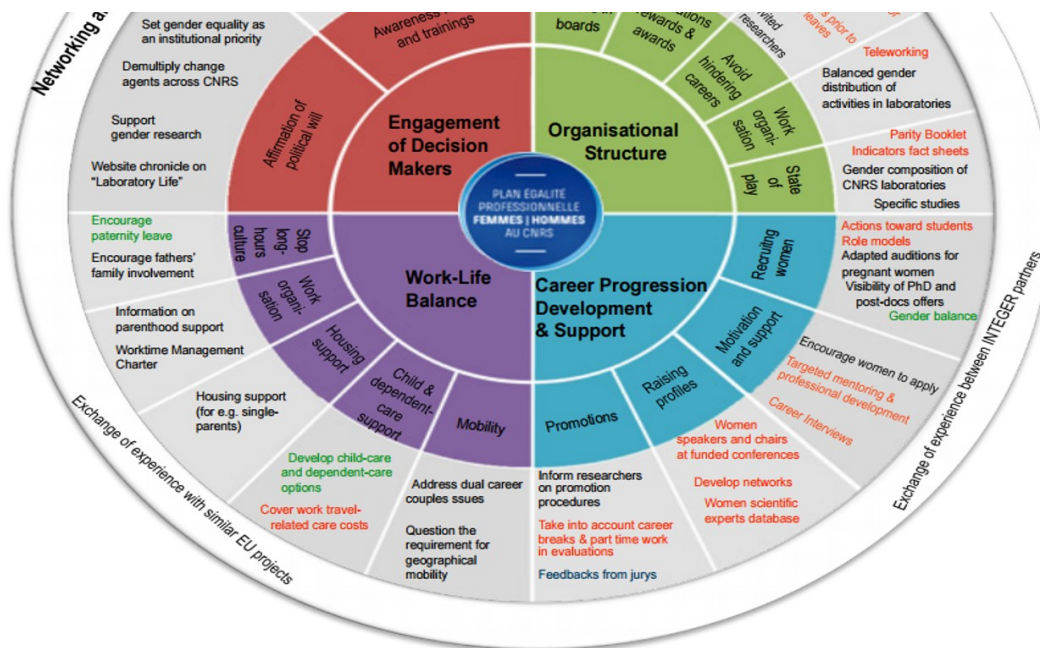 Networking a
Set gender equality as
an institutional priority
Demultiply change
agents across CNRS
Support
gender research
Website chronicle on
“Laboratory Life”
Awareness
and trainings
Affirmation of
political will
Engagement
of Decision
Makers
boards
rewards &
awards
researchers
Avoid
hindering
careers
Work
organi-
sation
State
of
play
Organisational
Structure
s prior to
leaves
Teleworking
Balanced gender
distribution of
activities in laboratories
Parity Booklet
Indicators fact sheets
Gender composition of
CNRS laboratories
Specific studies
PLAN ÉGALITÉ
PROFESSIONNELLE
FEMMES | HOMMES
AU CNRS
Encourage
paternity leave
Encourage fathers’
family involvement
Information on
parenthood support
Worktime Management
Charter
Housing support
(for e.g. single-
parents)
Develop child-care
and dependent-care
options
Cover work travel-
related care costs
Address dual career
couples ssues
Question the
requirement for
geographical
mobility
Stop
long-
hours
culture
Work
organi-
sation
Housing
support
Child &
dependent-
care
support
Mobility
Work-Life
Balance
Career Progression
Development
& Support
Recruiting
women
Motivation
and support
Raising
profiles
Promotions
Actions toward students
Role models
Adapted auditions for
pregnant women
Visibility of PhD and
post-docs offers
Gender balance
Encourage women to apply
Targeted mentoring &
professional development
Career Interviews
Women
speakers and chairs
at funded conferences
Develop networks
Women scientific
experts database
Inform researchers
on promotion
procedures
Take into account career
breaks & part time work
in evaluations
Feedbacks from jurys
Exchange of experience with similar EU projects
Exchange of experience between INTEGER partners